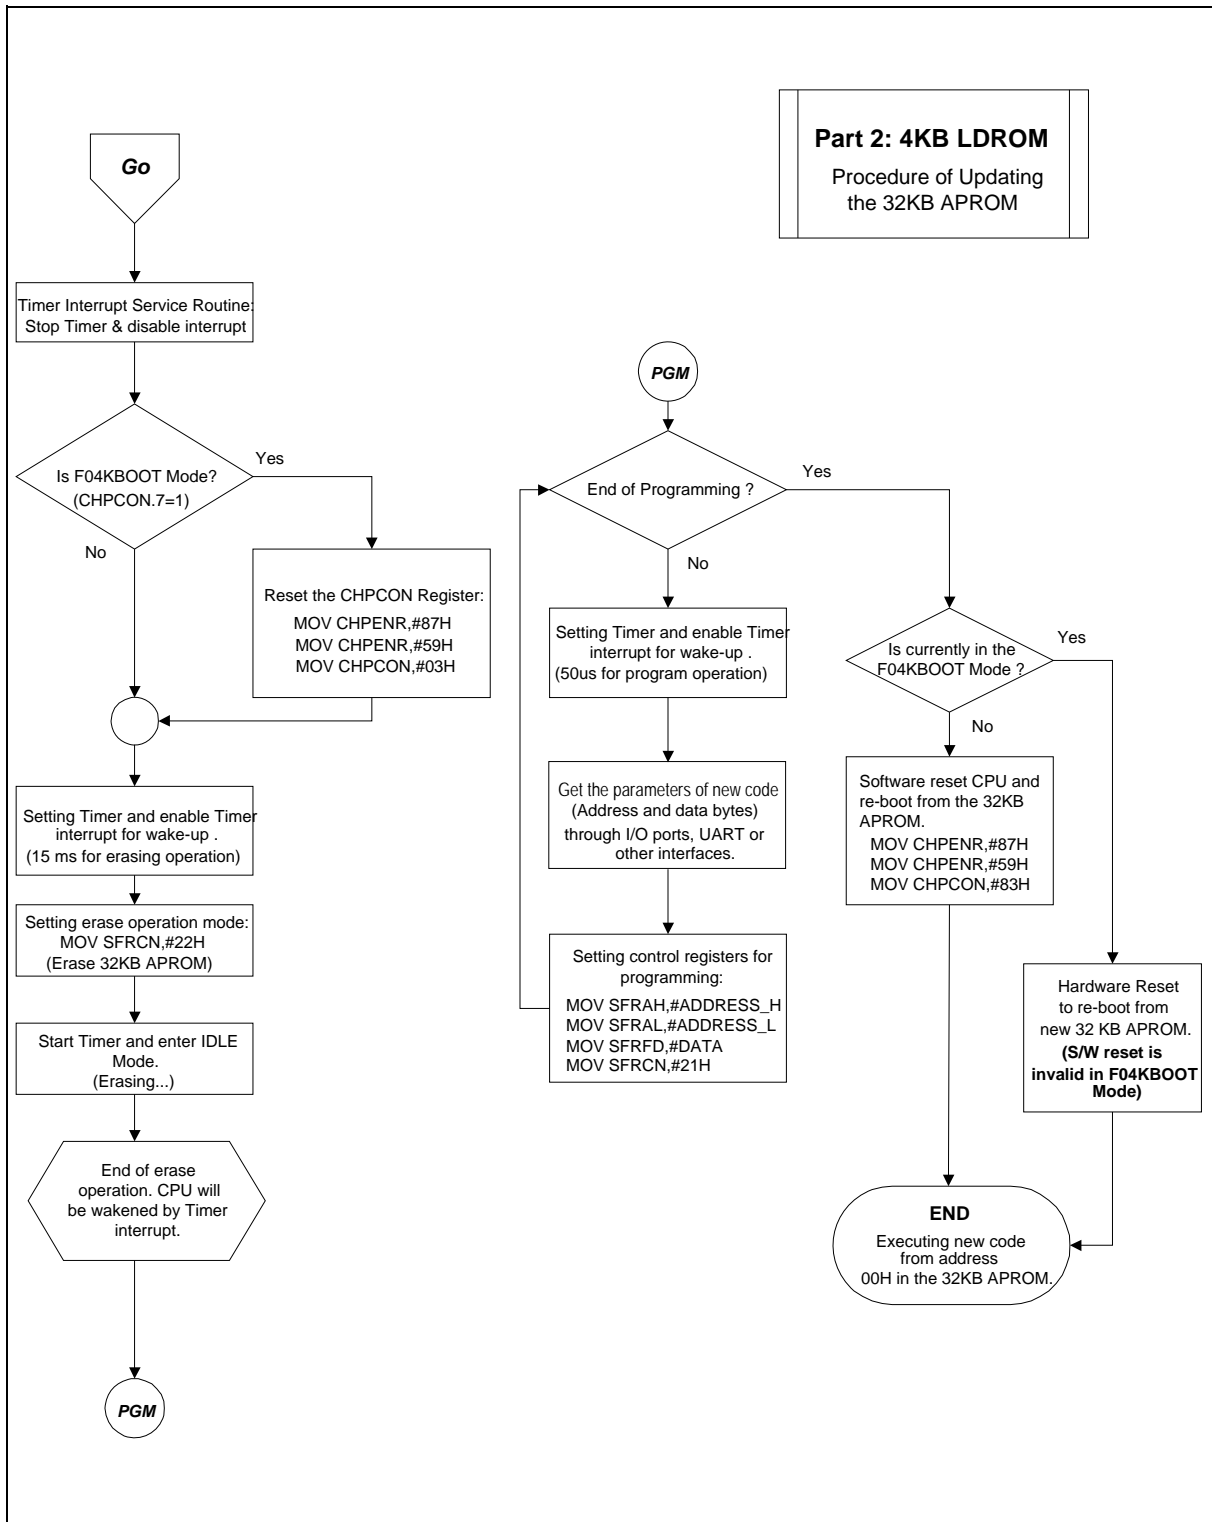 Part 2: 4KB LDROM
Procedure of Updating
the 32KB APROM
Go
Timer Interrupt Service Routine:
Stop Timer & disable interrupt
Is F04KBOOT Mode?
(CHPCON.7=1)
Yes
No
Reset the CHPCON Register:
MOV CHPENR,#87H
MOV CHPENR,#59H
MOV CHPCON,#03H
Setting Timer and enable Timer
interrupt for wake-up .
(15 ms for erasing operation)
Setting erase operation mode:
MOV SFRCN,#22H
(Erase 32KB APROM)
Start Timer and enter IDLE
Mode.
(Erasing...)
End of erase
operation. CPU will
be wakened by Timer
interrupt.
PGM
PGM
End of Programming ?
Yes
No
Setting Timer and enable Timer
interrupt for wake-up .
(50us for program operation)
Get the parameters of new code
(Address and data bytes)
through I/O ports, UART or
other interfaces.
Setting control registers for
programming:
MOV SFRAH,#ADDRESS_H
MOV SFRAL,#ADDRESS_L
MOV SFRFD,#DATA
MOV SFRCN,#21H
Is currently in the
F04KBOOT Mode ?
Yes
No
Software reset CPU and
re-boot from the 32KB
APROM.
MOV CHPENR,#87H
MOV CHPENR,#59H
MOV CHPCON,#83H
Hardware Reset
to re-boot from
new 32 KB APROM.
(S/W reset is
invalid in F04KBOOT
Mode)
END
Executing new code
from address
00H in the 32KB APROM.